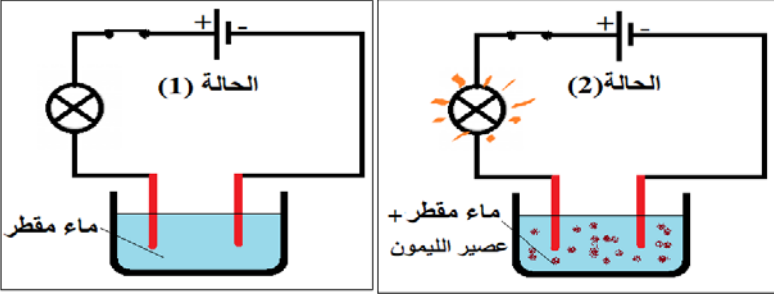 + -
الحالة (1)
ماء مقطر
+ -
الحالة(2)
ماء مقطر +
عصير الليمون